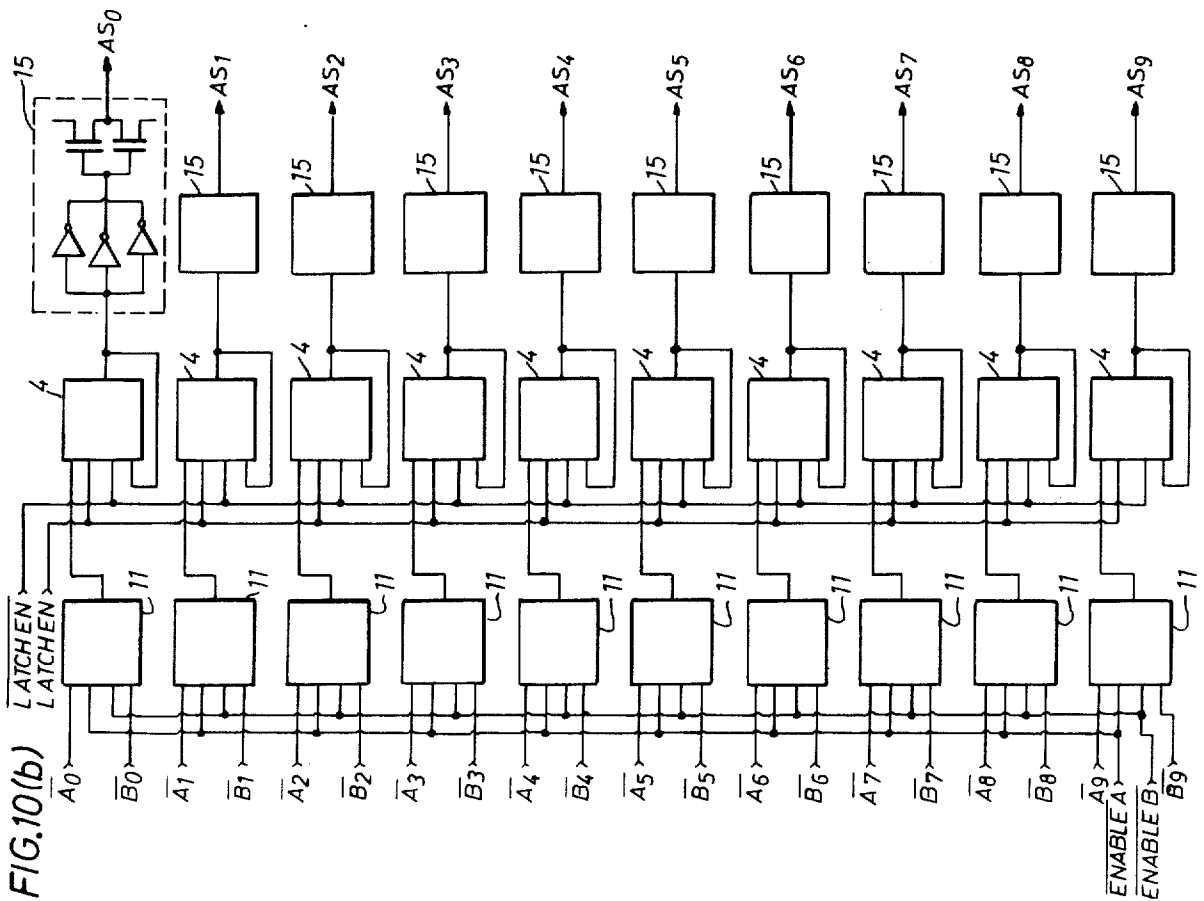 FIG.10(b)
LATCH EN
LATCH EN
A0
B0
11
4
15
AS0
A1
B1
11
4
15
AS1
A2
B2
11
4
15
AS2
A3
B3
11
4
15
AS3
A4
B4
11
4
15
AS4
A5
B5
11
4
15
AS5
A6
B6
11
4
15
AS6
A7
B7
11
4
15
AS7
A8
B8
11
4
15
AS8
A9
ENABLE A
ENABLE B
B9
11
4
15
AS9